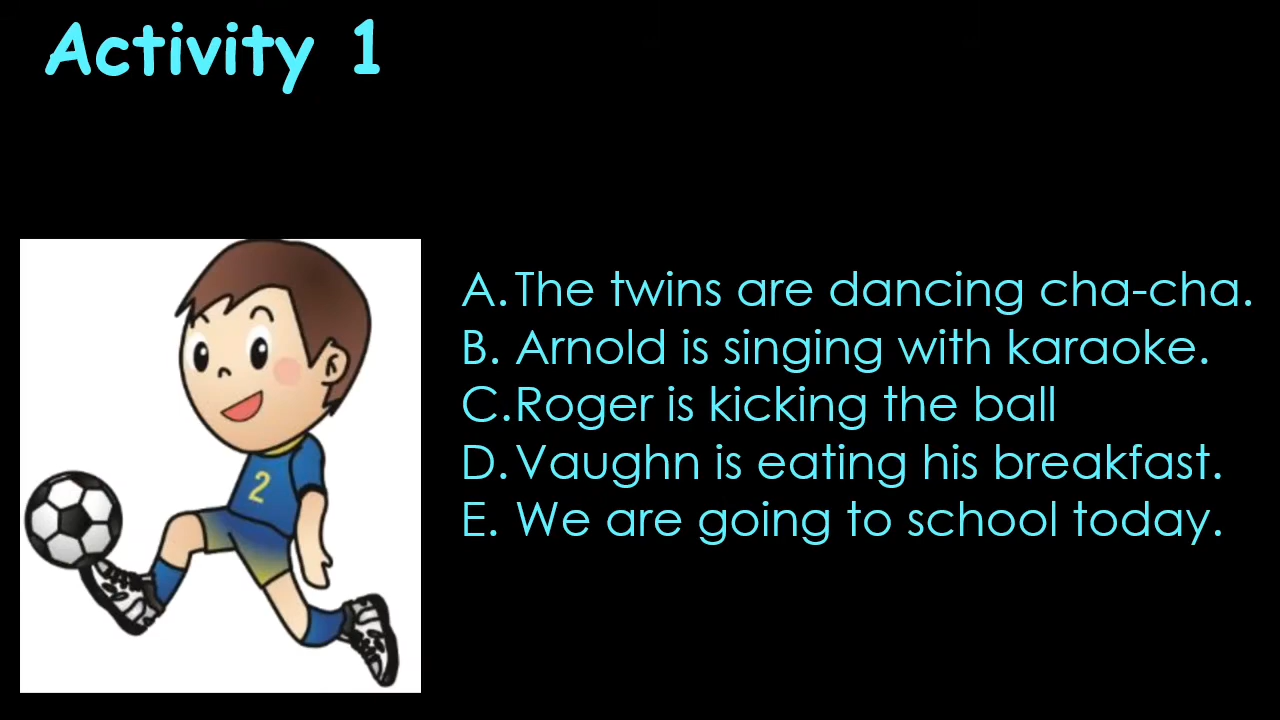 Activity 1
A. The twins are dancing cha-cha.
B. Arnold is singing with karaoke.
C. Roger is kicking the ball
D. Vaughn is eating his breakfast.
E. We are going to school today.
2